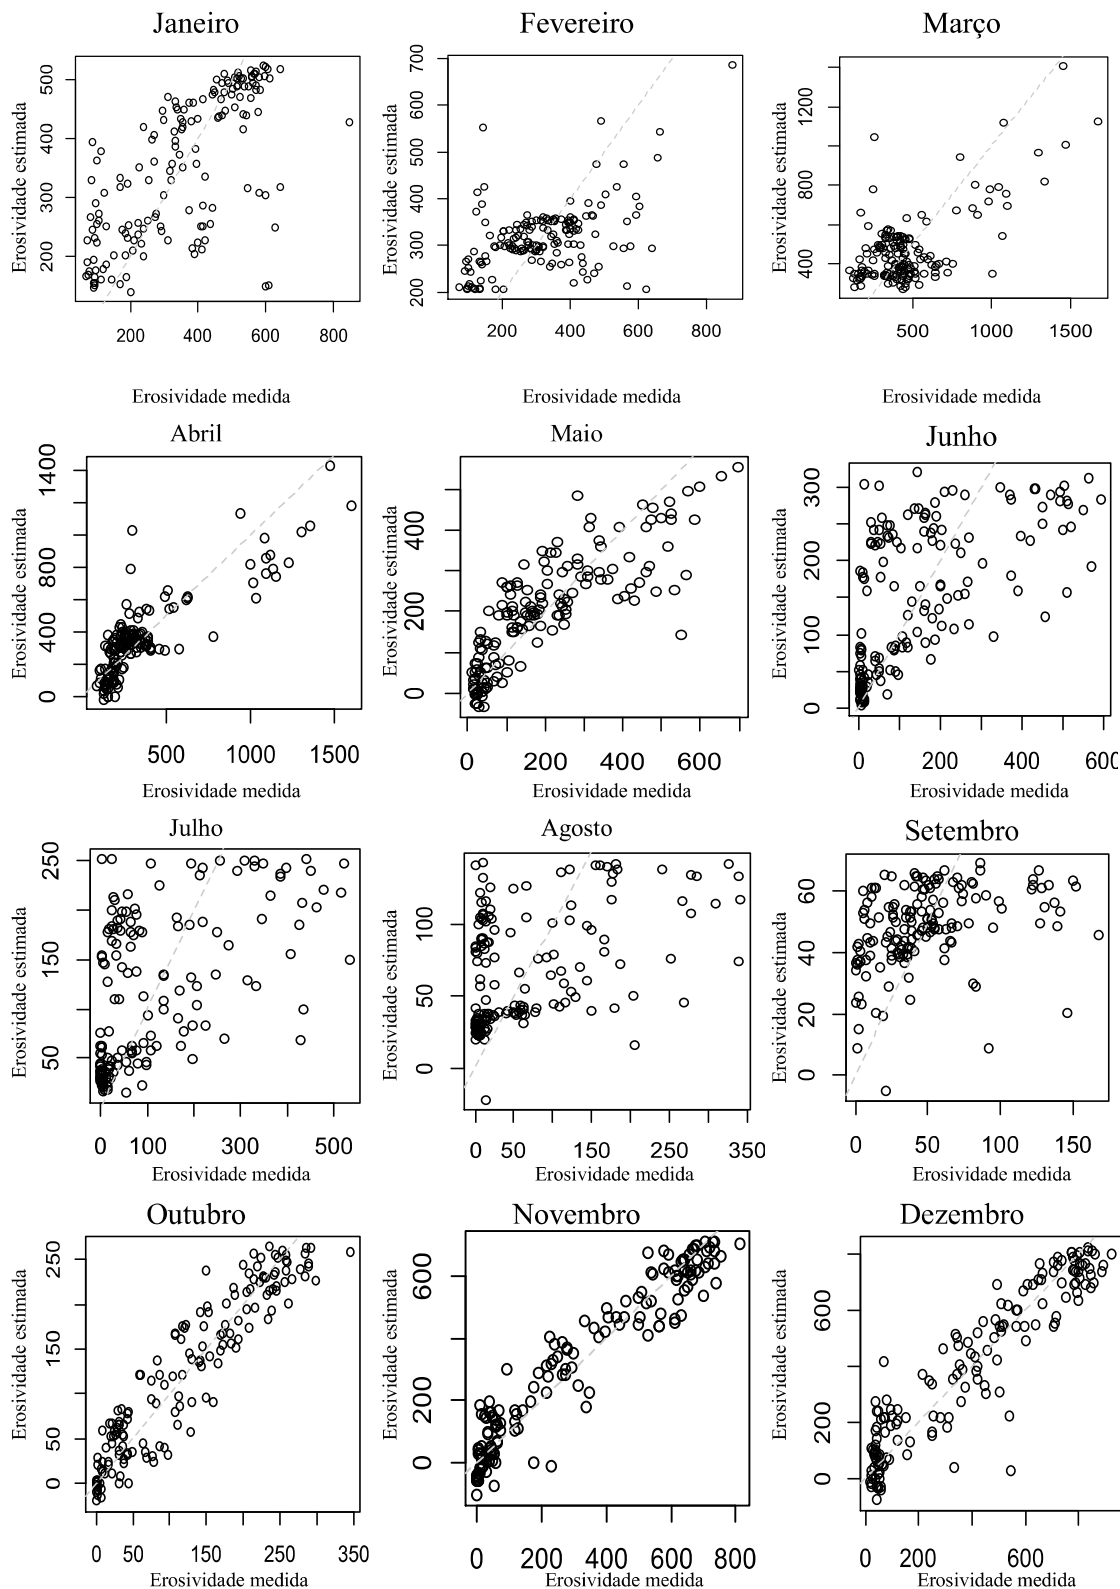 Janeiro
Fevereiro
Março
Erosividade estimada
200 300 400 500
200 400 600 800
Erosividade medida
Erosividade estimada
200 300 400 500 600 700
200 400 600 800
Erosividade medida
Erosividade estimada
400 800 1200
500 1000 1500
Erosividade medida
Abril
Maio
Junho
Erosividade estimada
0 400 800 1400
500 1000 1500
Erosividade medida
Erosividade estimada
0 200 400
0 200 400 600
Erosividade medida
Erosividade estimada
0 100 200 300
0 200 400 600
Erosividade medida
Julho
Agosto
Setembro
Erosividade estimada
50 150 250
0 100 300 500
Erosividade medida
Erosividade estimada
0 50 100
0 50 150 250 350
Erosividade medida
Erosividade estimada
0 20 40 60
0 50 100 150
Erosividade medida
Outubro
Novembro
Dezembro
Erosividade estimada
0 50 150 250
0 50 150 250 350
Erosividade medida
Erosividade estimada
0 200 600
0 200 400 600 800
Erosividade medida
Erosividade estimada
0 200 600
0 200 600
Erosividade medida